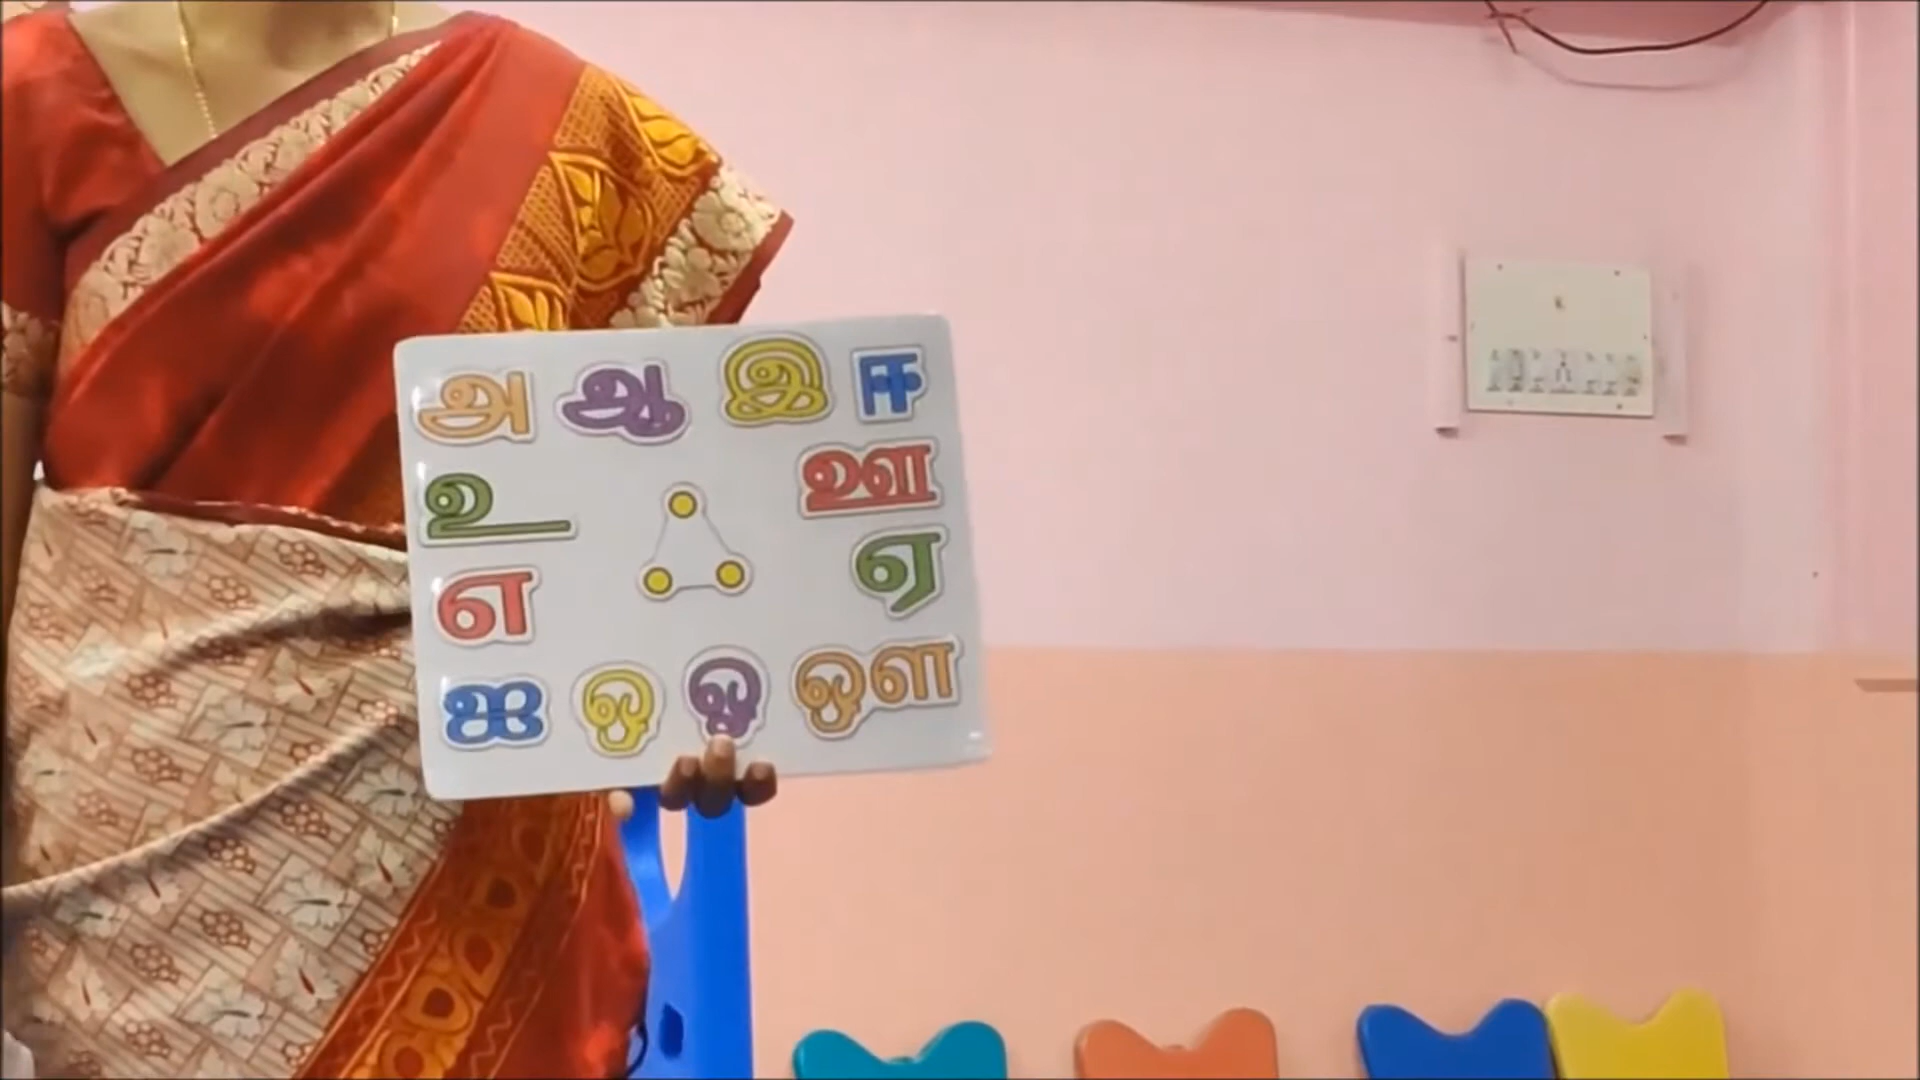 அ ஆ இ ஈ
உ ஊ
எ ஏ
ஐ ஒ ஓ ஔ